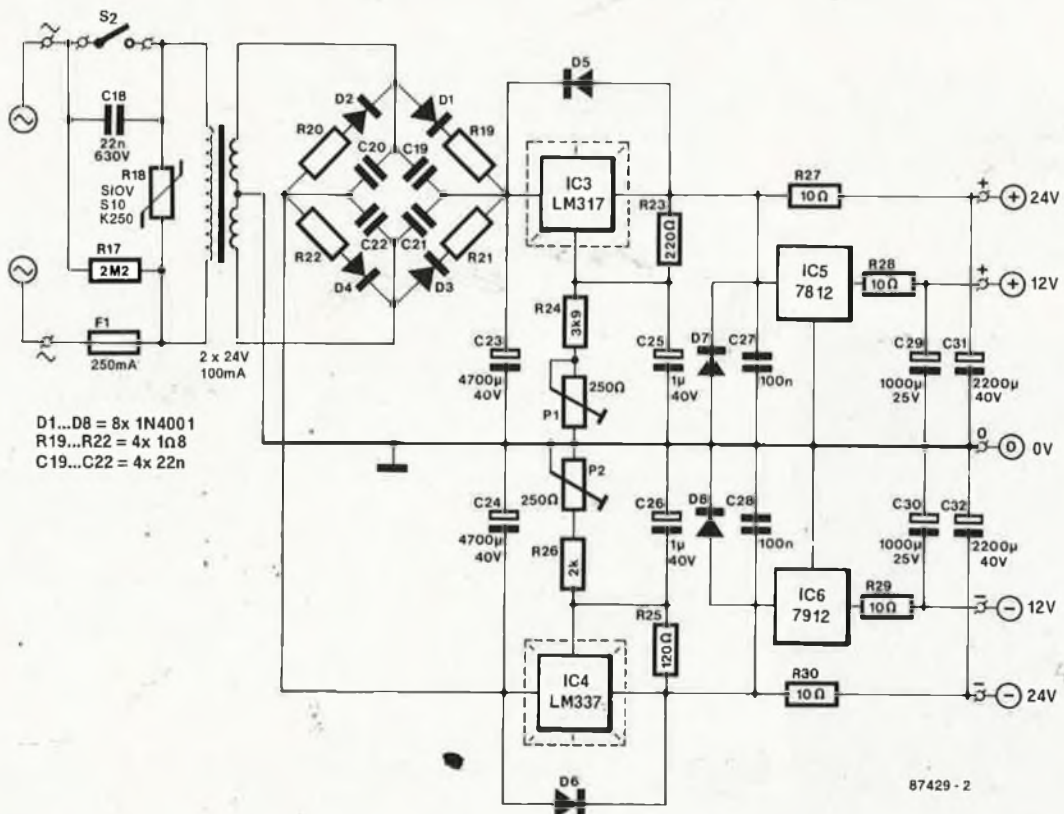 S2
C18
22n
630V
R18
SIOV
S10
K250
R17
2M2
F1
250mA
2 x 24V
100mA
D1...D8 = 8x 1N4001
R19...R22 = 4x 1Ω8
C19...C22 = 4x 22n
D2
D1
R20
R19
C20
C19
C22
C21
R22
R21
D4
D3
D5
IC3
LM317
R23
220Ω
R24
3k9
C23
4700µ
40V
250Ω
P1
C25
1µ
40V
D7
C27
100n
R27
10Ω
IC5
7812
R28
10Ω
C29
1000µ
25V
C31
2200µ
40V
+
+
24V
+
+
12V
0
0
0V
P2
250Ω
C24
4700µ
40V
R26
2k
C26
1µ
40V
D8
C28
100n
C30
1000µ
25V
C32
2200µ
40V
IC6
7912
R29
10Ω
R25
120Ω
IC4
LM337
R30
10Ω
−
−
12V
−
−
24V
D6
87429 - 2